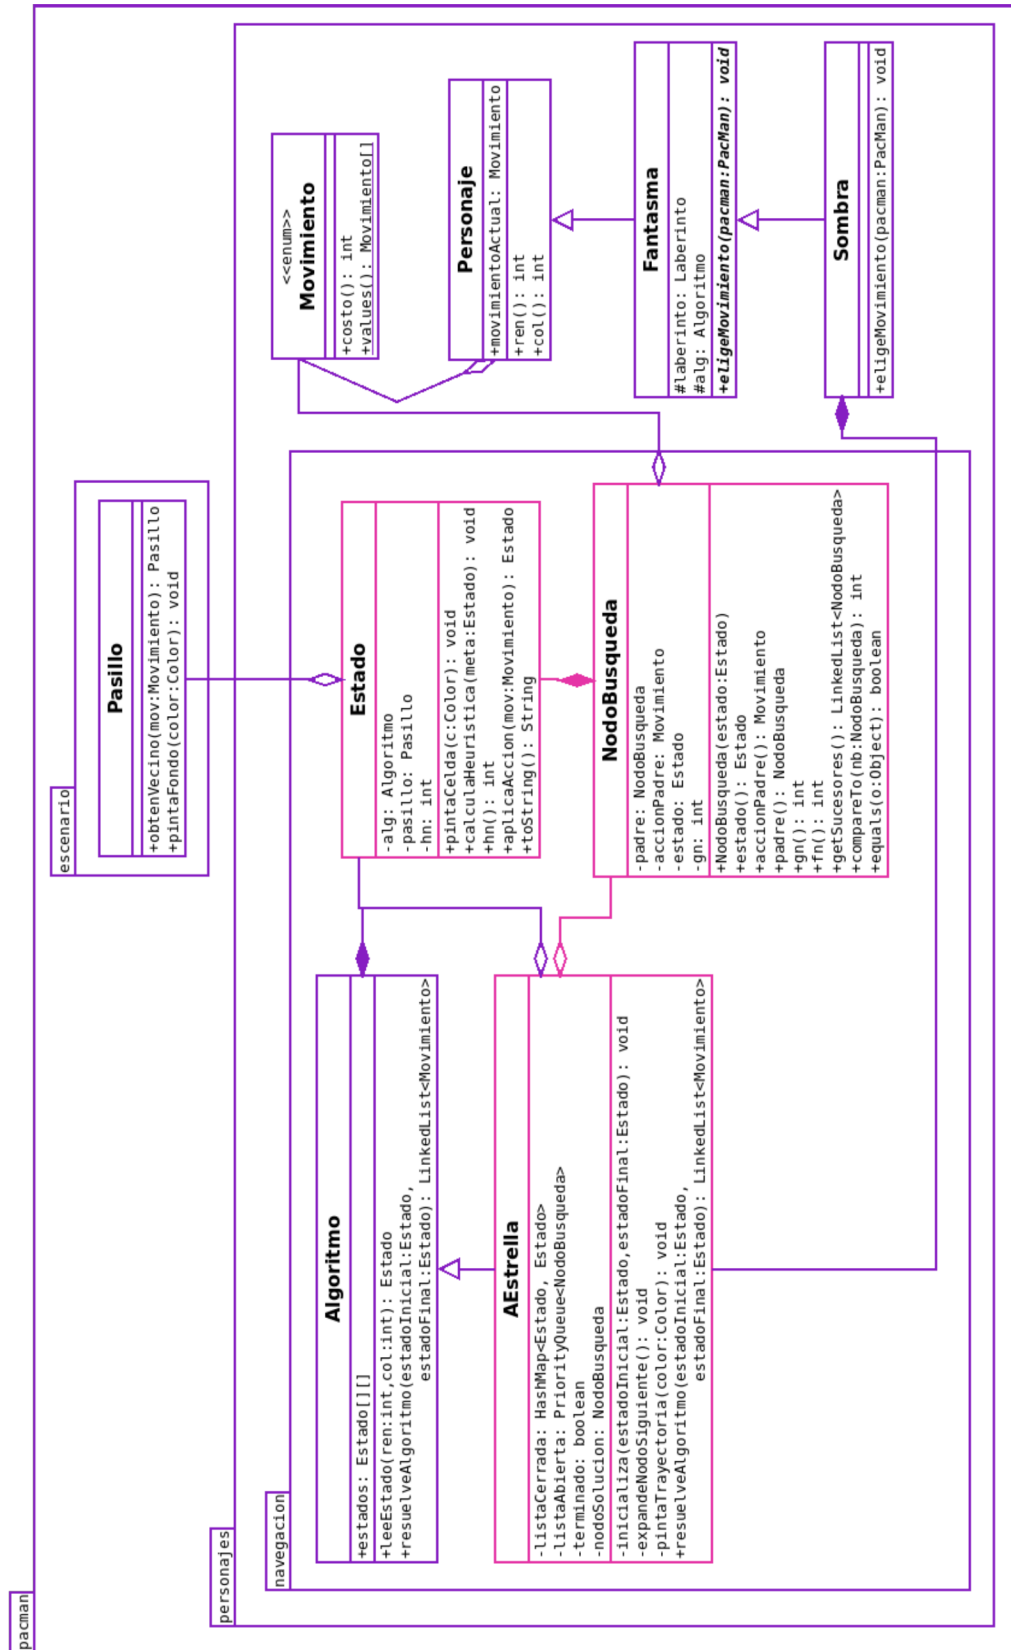 pacman
personajes
navegacion
escenario
Pasillo
+obtenVecino(mov:Movimiento): Pasillo
+pintaFondo(color:Color): void
<<enum>>
Movimiento
+costo(): int
+values(): Movimiento[]
Personaje
+movimientoActual: Movimiento
+ren(): int
+col(): int
Fantasma
#laberinto: Laberinto
#alg: Algoritmo
+eligeMovimiento(pacman:PacMan): void
Sombra
+eligeMovimiento(pacman:PacMan): void
Algoritmo
+estados: Estado[][]
+leeEstado(ren:int,col:int): Estado
+resuelveAlgoritmo(estadoInicial:Estado,
estadoFinal:Estado): LinkedList<Movimiento>
Estado
-alg: Algoritmo
-pasillo: Pasillo
-hn: int
+pintaCelda(c:Color): void
+calculaHeuristica(meta:Estado): void
+hn(): int
+aplicaAccion(mov:Movimiento): Estado
+toString(): String
AEstrella
-listaCerrada: HashMap<Estado, Estado>
-listaAbierta: PriorityQueue<NodoBusqueda>
-terminado: boolean
-nodoSolucion: NodoBusqueda
-inicializa(estadoInicial:Estado,estadoFinal:Estado): void
-expandeNodoSiguiente(): void
-pintaTrayectoria(color:Color): void
+resuelveAlgoritmo(estadoInicial:Estado,
estadoFinal:Estado): LinkedList<Movimiento>
NodoBusqueda
-padre: NodoBusqueda
-accionPadre: Movimiento
-estado: Estado
-gn: int
+NodoBusqueda(estado:Estado)
+estado(): Estado
+accionPadre(): Movimiento
+padre(): NodoBusqueda
+gn(): int
+fn(): int
+getSucesores(): LinkedList<NodoBusqueda>
+compareTo(nb:NodoBusqueda): int
+equals(o:Object): boolean